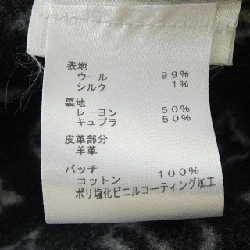 表地
ウール 99%
シルク 1%
裏地
レーヨン 50%
キュプラ 50%
皮革部分
羊革
パッチ
コットン 100%
ポリ塩化ビニルコーティング加工